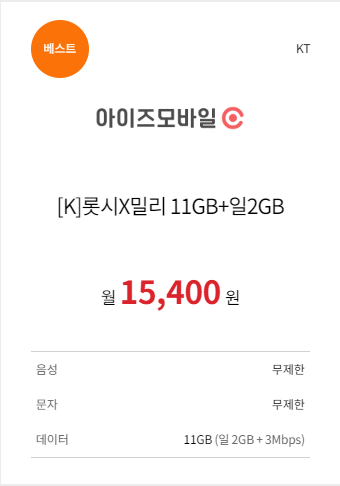 베스트
KT
아이즈모바일
[K]롯시X밀리 11GB+일2GB
월 15,400 원
음성 무제한
문자 무제한
데이터 11GB (일 2GB + 3Mbps)